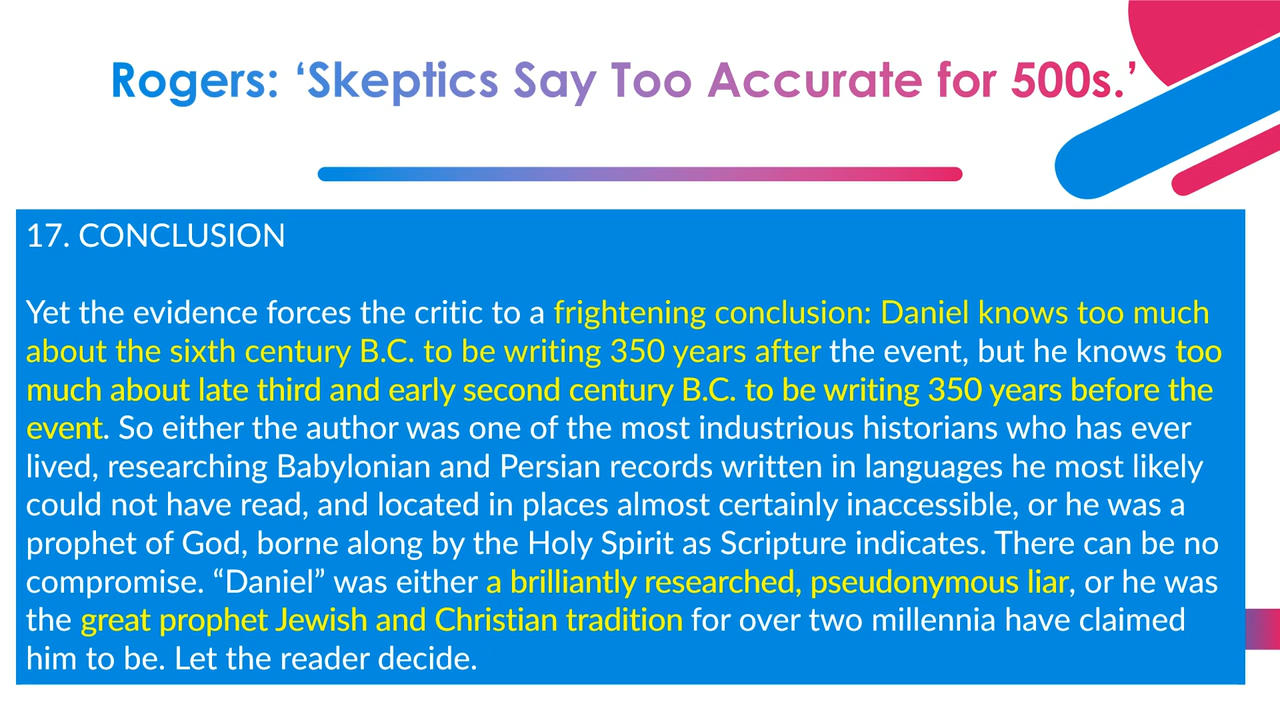 Rogers: ‘Skeptics Say Too Accurate for 500s.’
17. CONCLUSION
Yet the evidence forces the critic to a frightening conclusion: Daniel knows too much
about the sixth century B.C. to be writing 350 years after the event, but he knows too
much about late third and early second century B.C. to be writing 350 years before the
event. So either the author was one of the most industrious historians who has ever
lived, researching Babylonian and Persian records written in languages he most likely
could not have read, and located in places almost certainly inaccessible, or he was a
prophet of God, borne along by the Holy Spirit as Scripture indicates. There can be no
compromise. “Daniel” was either a brilliantly researched, pseudonymous liar, or he was
the great prophet Jewish and Christian tradition for over two millennia have claimed
him to be. Let the reader decide.